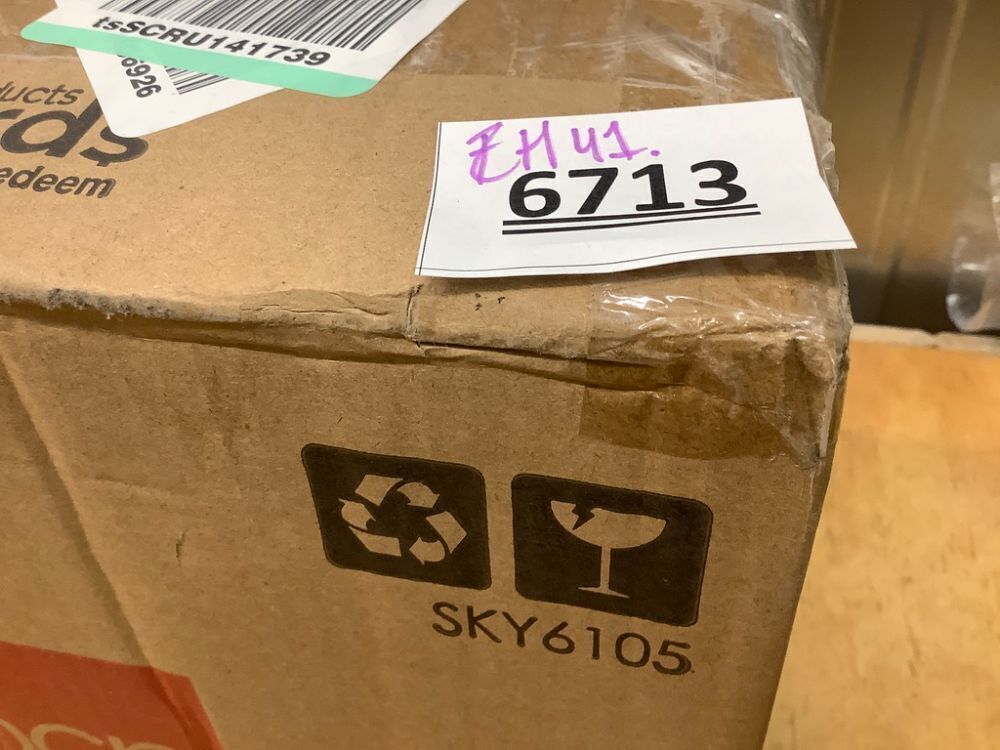 tsSCRU141739
6926
ducts
rds
edeem
EH41.
6713
SKY6105